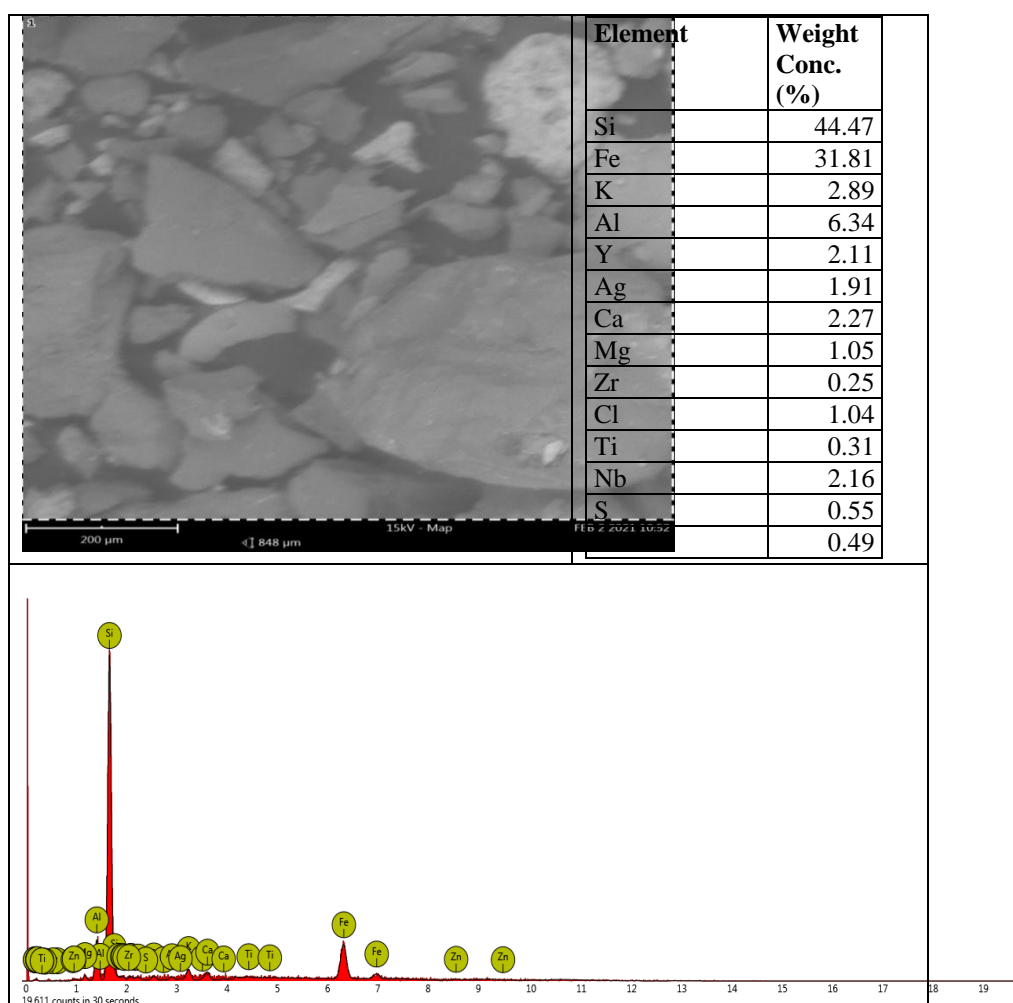 1
Element Weight
Conc.
(%)
Si 44.47
Fe 31.81
K 2.89
Al 6.34
Y 2.11
Ag 1.91
Ca 2.27
Mg 1.05
Zr 0.25
Cl 1.04
Ti 0.31
Nb 2.16
S 0.55
0.49
15kV - Map
FEB 2 2021 10:52
200 µm
848 µm
Si
Al
Fe
Fe
K
Ca
Ca
Ti
Ti
Zn
Zn
Ti
Zn
Al
Zr
S
Ag
0 1 2 3 4 5 6 7 8 9 10 11 12 13 14 15 16 17 18 19
19,611 counts in 30 seconds